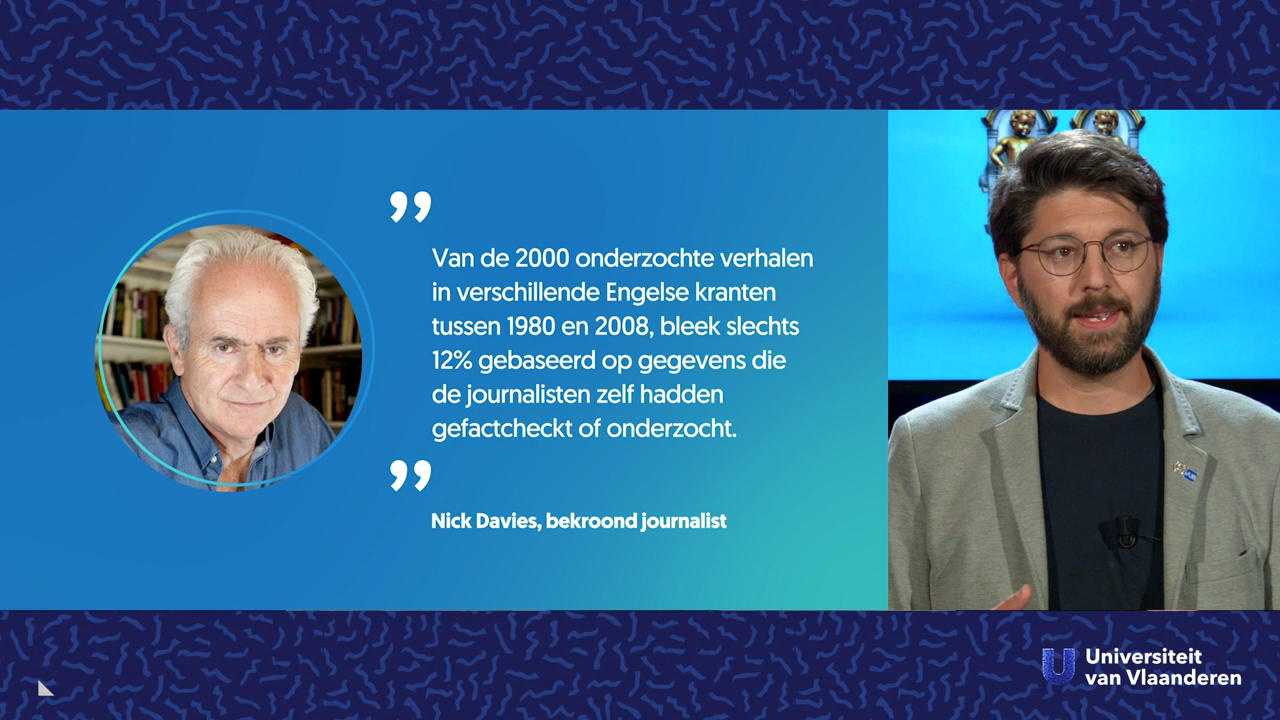 ”
Van de 2000 onderzochte verhalen
in verschillende Engelse kranten
tussen 1980 en 2008, bleek slechts
12% gebaseerd op gegevens die
de journalisten zelf hadden
gefactcheckt of onderzocht.
”
Nick Davies, bekroond journalist
Universiteit
van Vlaanderen